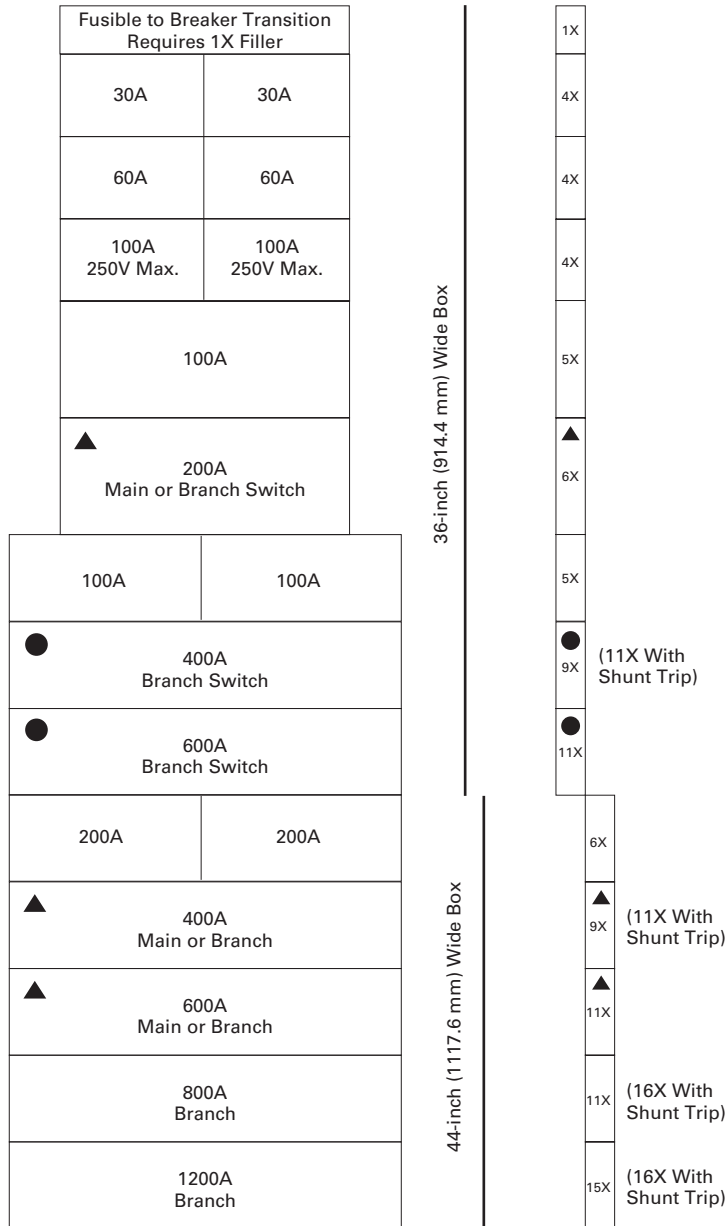 Fusible to Breaker Transition
Requires 1X Filler
1X
30A
30A
4X
60A
60A
4X
100A
250V Max.
100A
250V Max.
4X
100A
5X
200A
Main or Branch Switch
6X
36-inch (914.4 mm) Wide Box
100A
100A
5X
400A
Branch Switch
9X
(11X With
Shunt Trip)
600A
Branch Switch
11X
200A
200A
6X
400A
Main or Branch
9X
(11X With
Shunt Trip)
600A
Main or Branch
11X
44-inch (1117.6 mm) Wide Box
800A
Branch
11X
(16X With
Shunt Trip)
1200A
Branch
15X
(16X With
Shunt Trip)